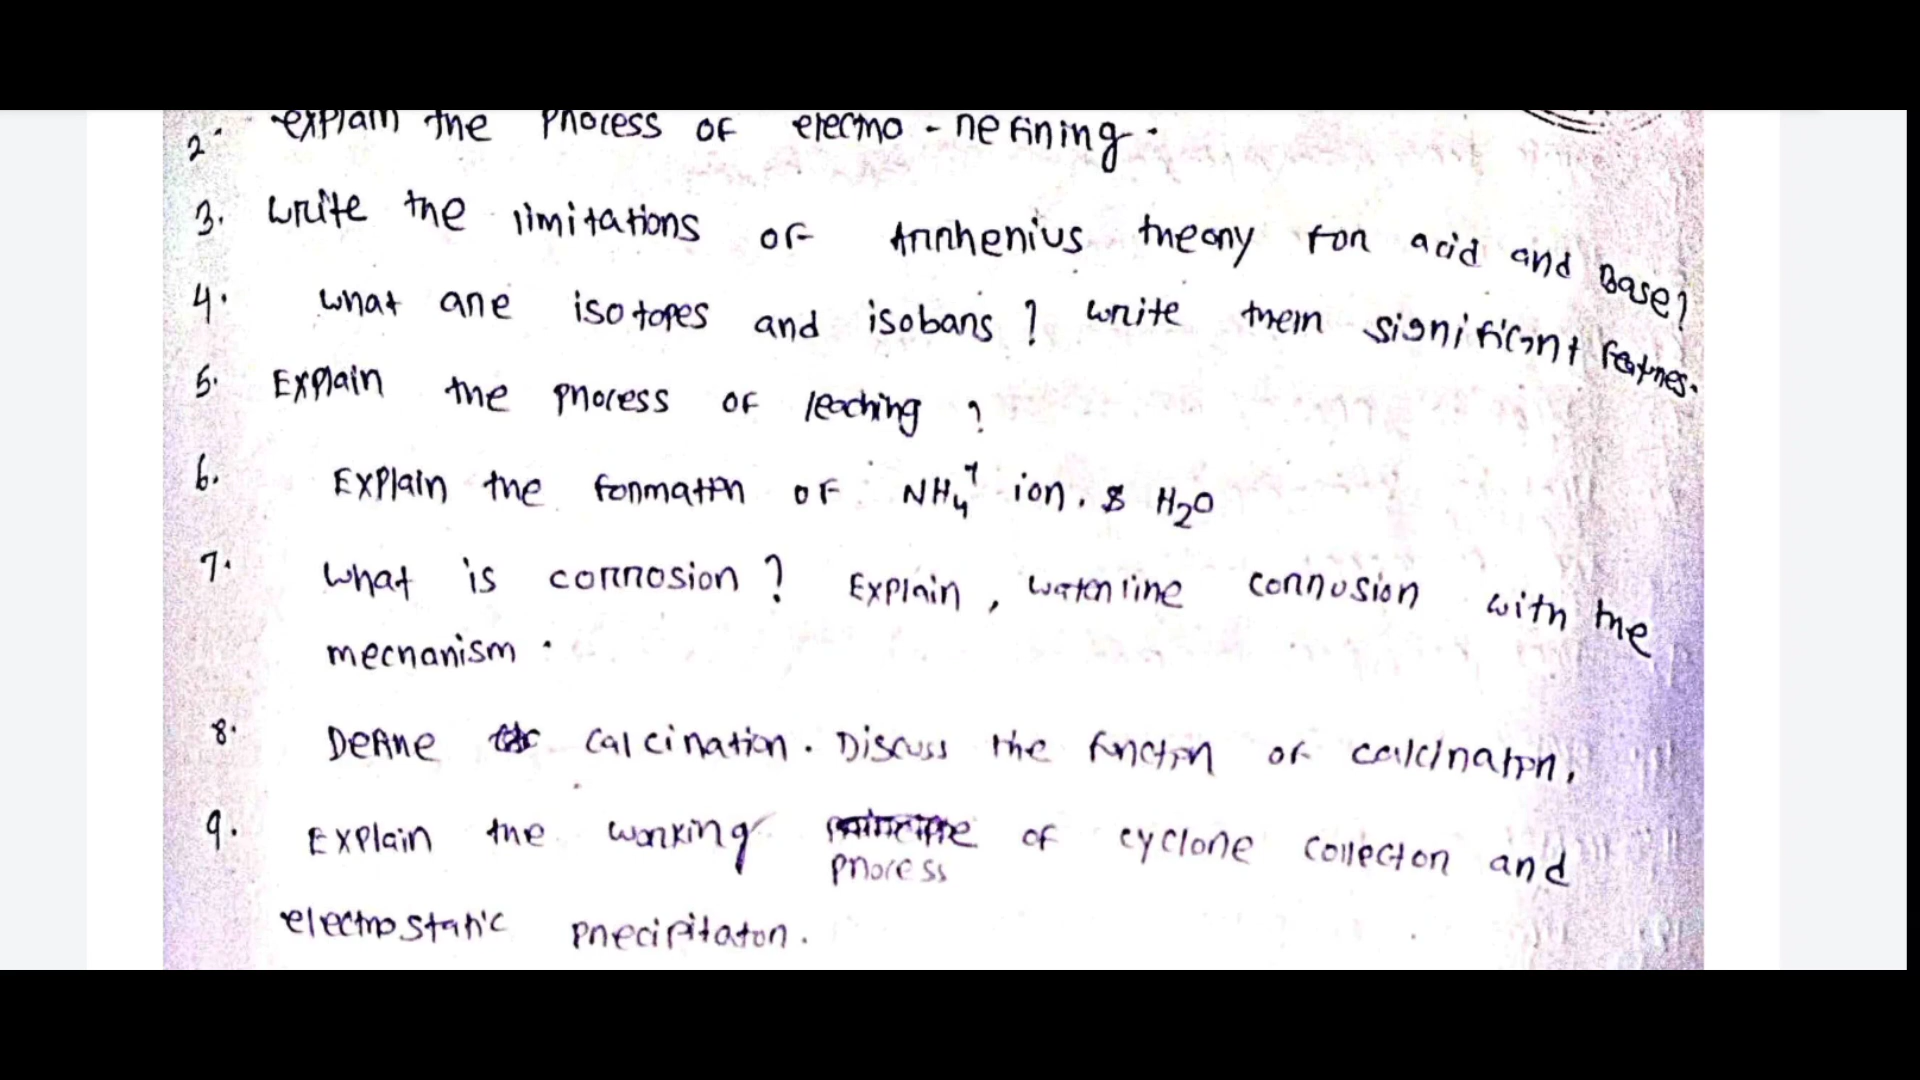 2. explain the process of electro-refining.
3. Write the limitations of Arrhenius theory for acid and Base?
4. what are isotopes and isobars? write their significant features.
5. Explain the process of leaching?
6. Explain the formation of NH₄⁺ ion. & H₂O
7. what is corrosion? Explain, waterline corrosion with the
mechanism.
8. Define calcination. Discuss the function of calcination.
9. Explain the working process of cyclone collector and
electrostatic precipitator.